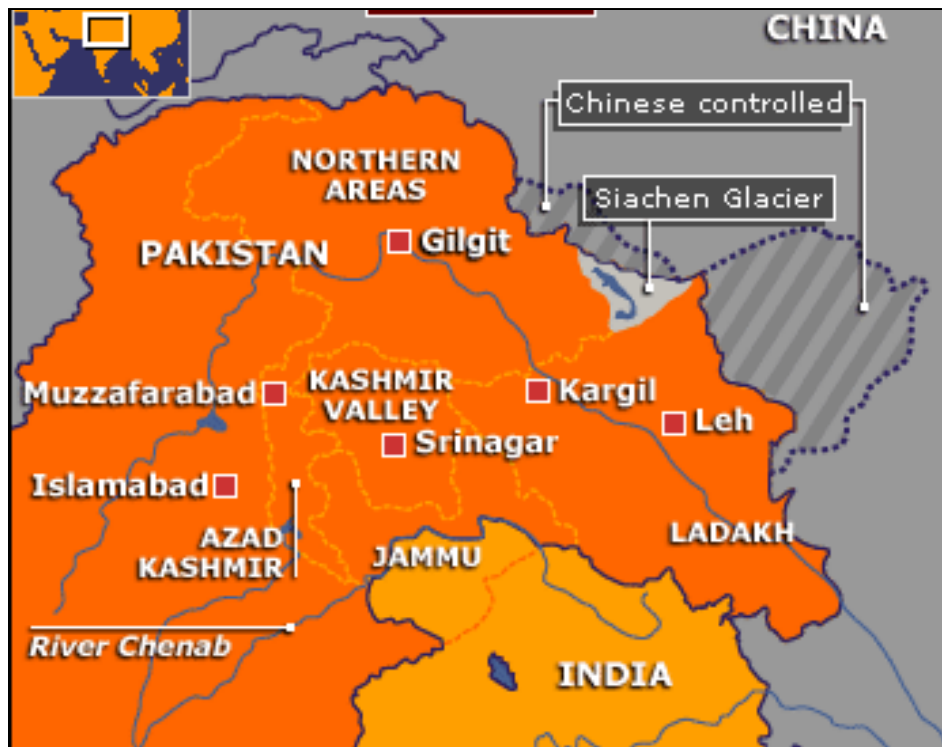 CHINA
Chinese controlled
NORTHERN
AREAS
Siachen Glacier
PAKISTAN
Gilgit
Muzzafarabad
KASHMIR
VALLEY
Kargil
Leh
Srinagar
Islamabad
AZAD
KASHMIR
JAMMU
LADAKH
River Chenab
INDIA